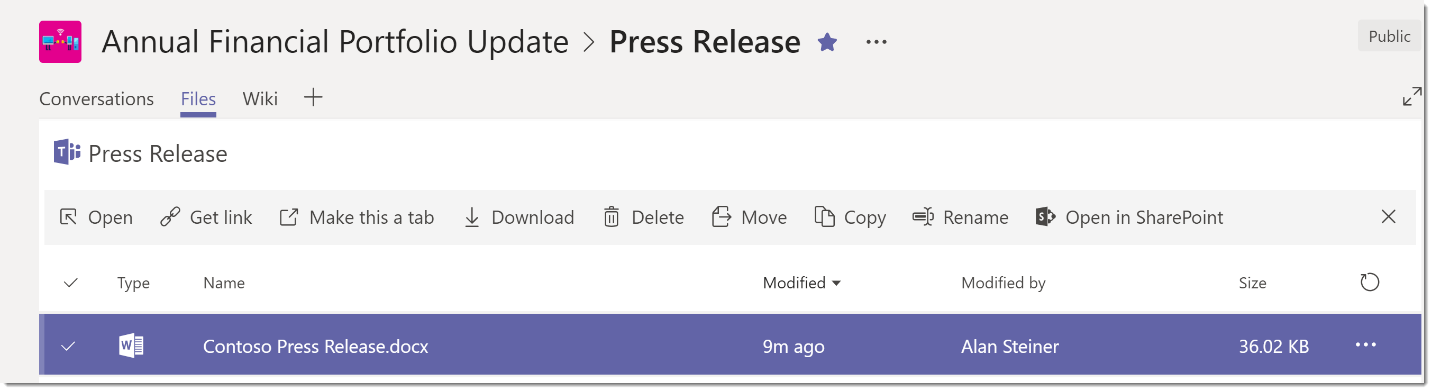 Annual Financial Portfolio Update > Press Release ...
Public
Conversations Files Wiki +
Press Release
Open Get link Make this a tab Download Delete Move Copy Rename Open in SharePoint
Type Name Modified Modified by Size
Contoso Press Release.docx 9m ago Alan Steiner 36.02 KB ...